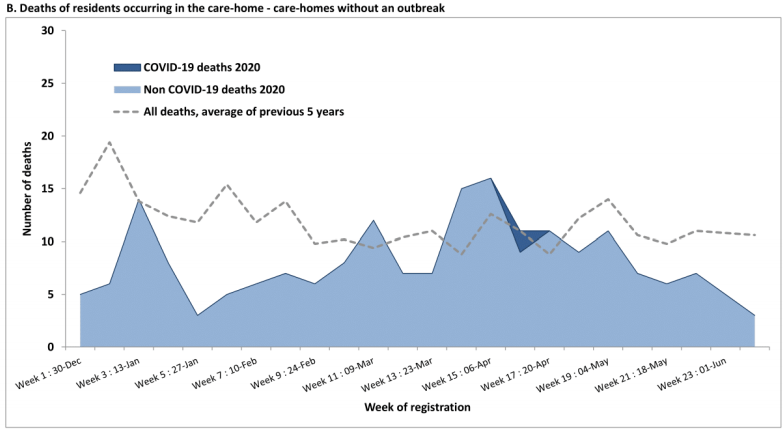 B. Deaths of residents occurring in the care-home - care-homes without an outbreak
30
25
20
15
10
5
0
Number of deaths
COVID-19 deaths 2020
Non COVID-19 deaths 2020
All deaths, average of previous 5 years
Week 1 : 30-Dec
Week 3 : 13-Jan
Week 5 : 27-Jan
Week 7 : 10-Feb
Week 9 : 24-Feb
Week 11 : 09-Mar
Week 13 : 23-Mar
Week 15 : 06-Apr
Week 17 : 20-Apr
Week 19 : 04-May
Week 21 : 18-May
Week 23 : 01-Jun
Week of registration